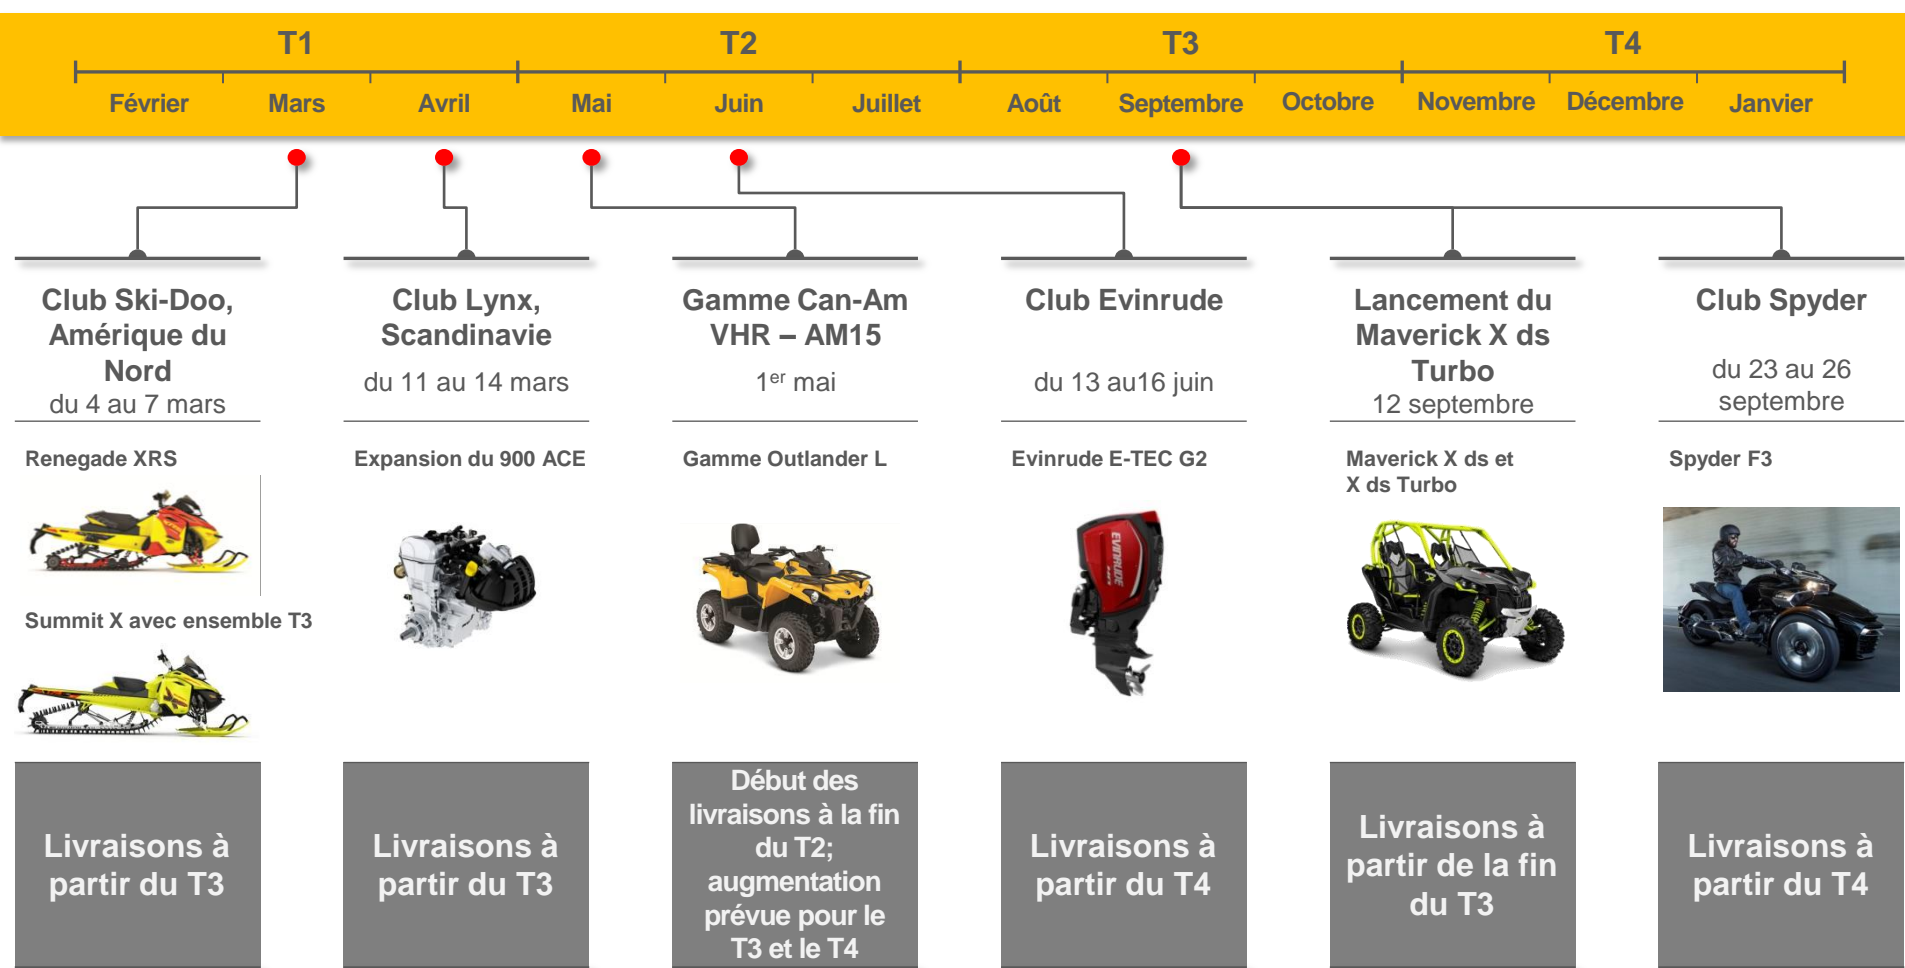 T1
T2
T3
T4
Février
Mars
Avril
Mai
Juin
Juillet
Août
Septembre
Octobre
Novembre
Décembre
Janvier
Club Ski-Doo,
Amérique du
Nord
du 4 au 7 mars
Club Lynx,
Scandinavie
du 11 au 14 mars
Gamme Can-Am
VHR – AM15
1er mai
Club Evinrude
du 13 au16 juin
Lancement du
Maverick X ds
Turbo
12 septembre
Club Spyder
du 23 au 26
septembre
Renegade XRS
Summit X avec ensemble T3
Expansion du 900 ACE
Gamme Outlander L
Evinrude E-TEC G2
EVINRUDE
Maverick X ds et
X ds Turbo
Spyder F3
Livraisons à
partir du T3
Livraisons à
partir du T3
Début des
livraisons à la fin
du T2;
augmentation
prévue pour le
T3 et le T4
Livraisons à
partir du T4
Livraisons à
partir de la fin
du T3
Livraisons à
partir du T4